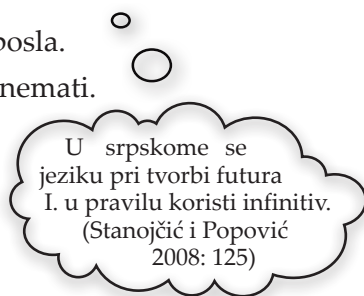 posla.
nemati.
U srpskome se
jeziku pri tvorbi futura
I. u pravilu koristi infinitiv.
(Stanojčić i Popović
2008: 125)